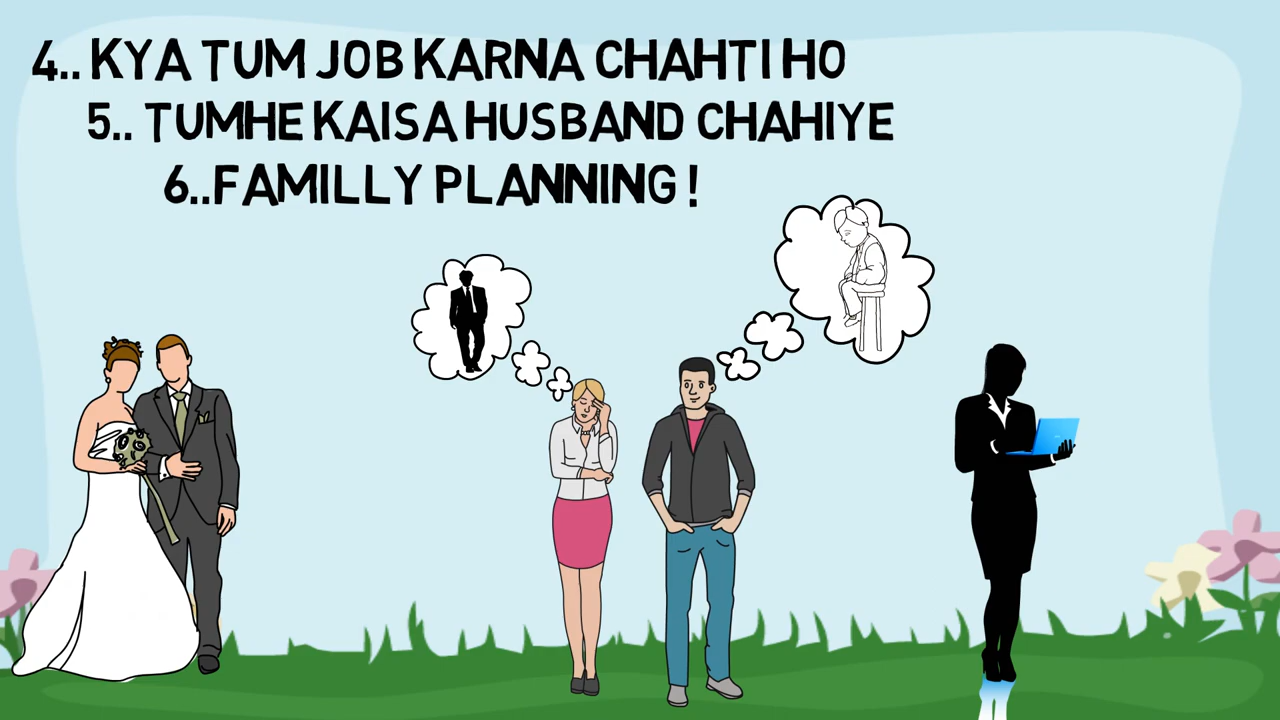 4.. KYA TUM JOB KARNA CHAHTI HO
5.. TUMHE KAISA HUSBAND CHAHIYE
6..FAMILLY PLANNING !